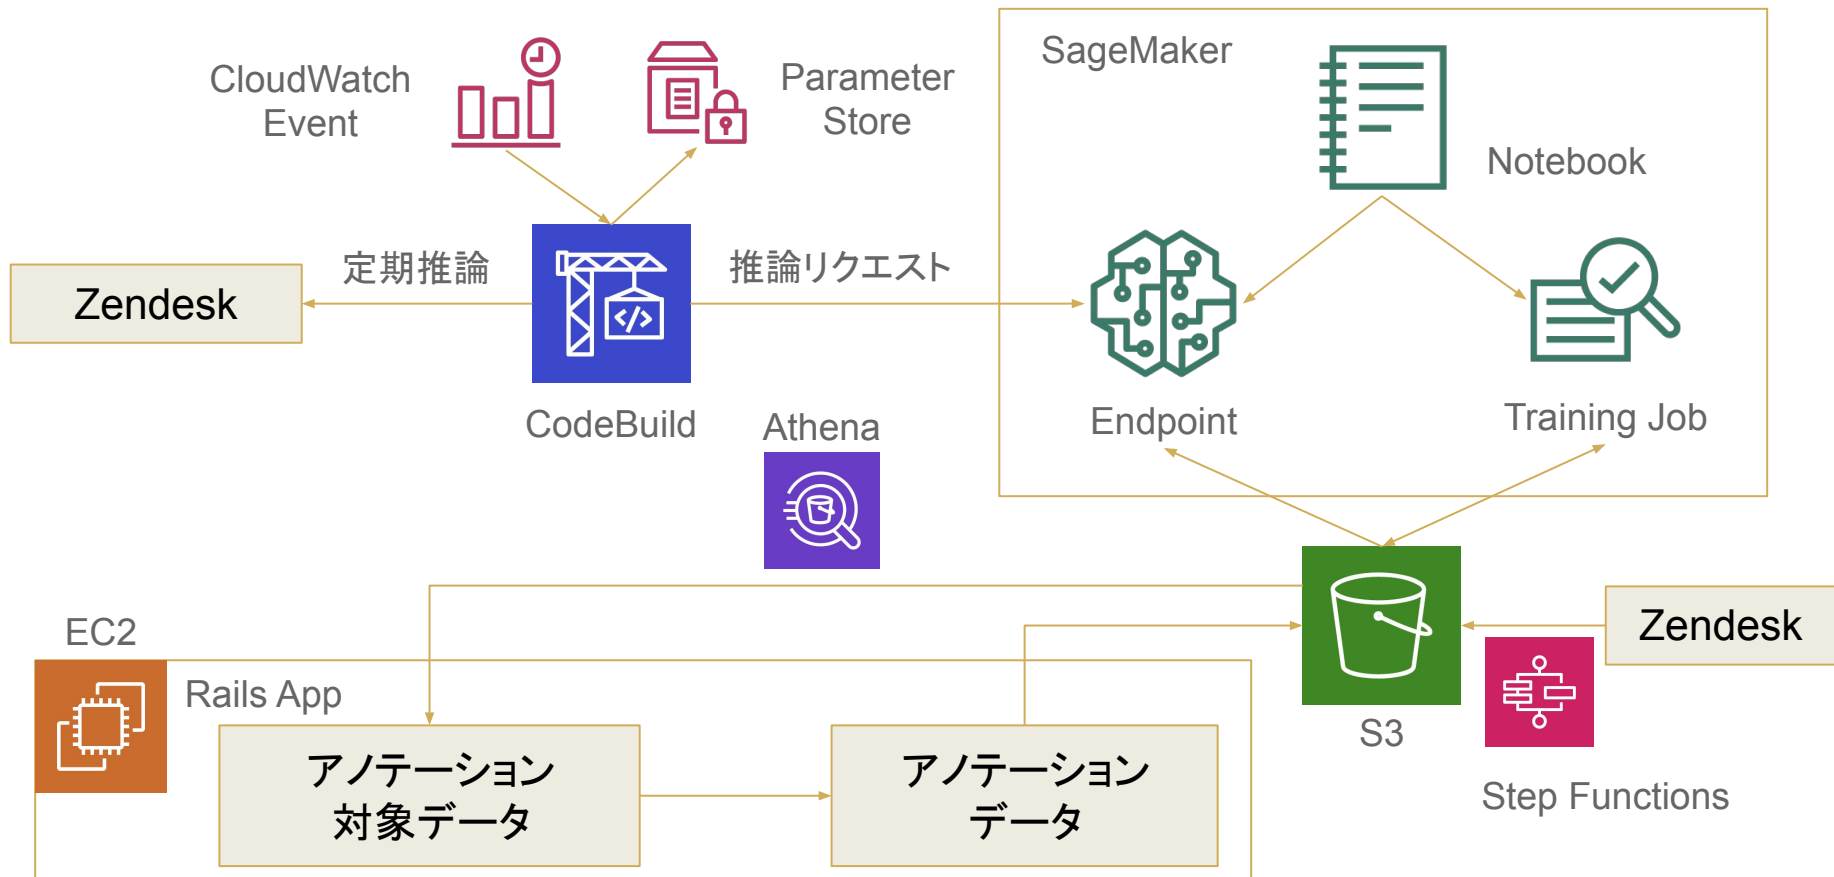 CloudWatch
Event
Parameter
Store
SageMaker
Notebook
Zendesk
定期推論
推論リクエスト
CodeBuild
Athena
Endpoint
Training Job
EC2
Rails App
アノテーション
対象データ
アノテーション
データ
S3
Zendesk
Step Functions